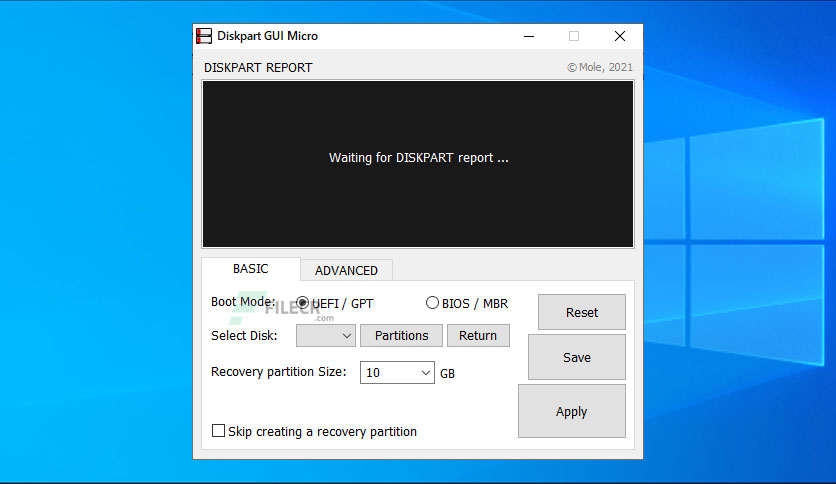 Diskpart GUI Micro
DISKPART REPORT
© Mole, 2021
Waiting for DISKPART report ...
BASIC
ADVANCED
Boot Mode:
UEFI / GPT
BIOS / MBR
FILECR
.com
Reset
Select Disk:
Partitions
Return
Save
Recovery partition Size:
10
GB
Apply
Skip creating a recovery partition